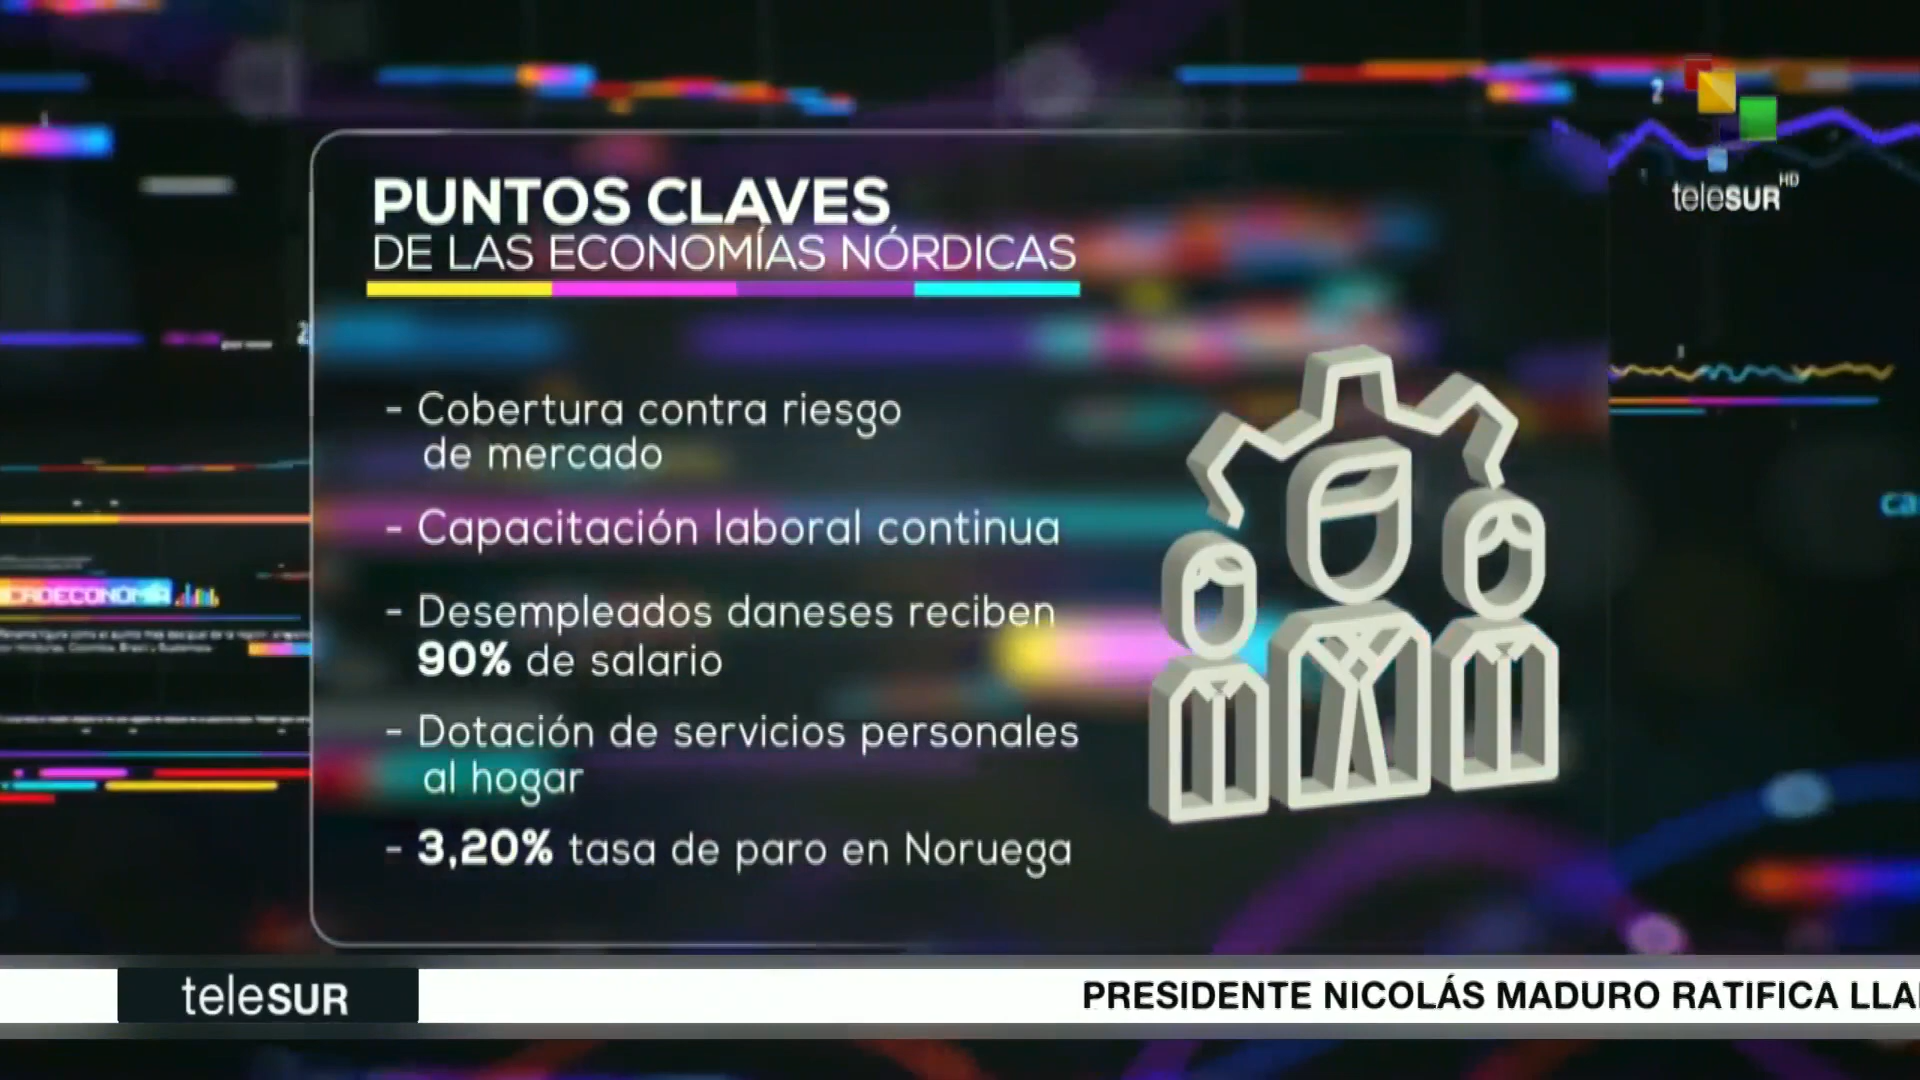 PUNTOS CLAVES
DE LAS ECONOMÍAS NÓRDICAS
- Cobertura contra riesgo
de mercado
- Capacitación laboral continua
- Desempleados daneses reciben
90% de salario
- Dotación de servicios personales
al hogar
- 3,20% tasa de paro en Noruega
teleSUR HD
teleSUR
PRESIDENTE NICOLÁS MADURO RATIFICA LLA